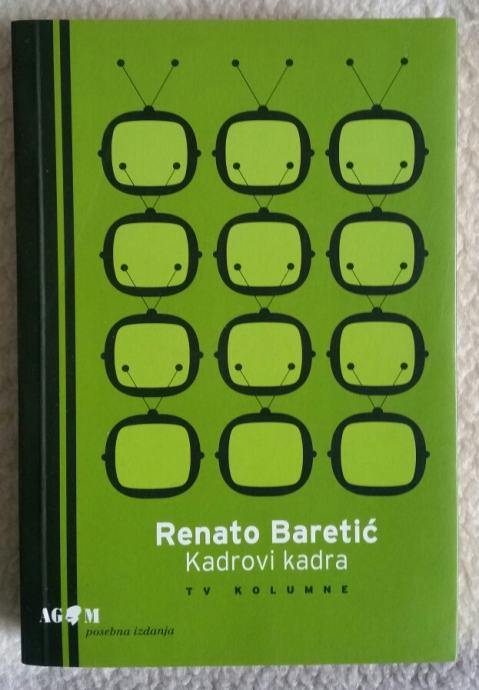 Renato Baretić
Kadrovi kadra
TV KOLUMNE
AGM
posebna izdanja